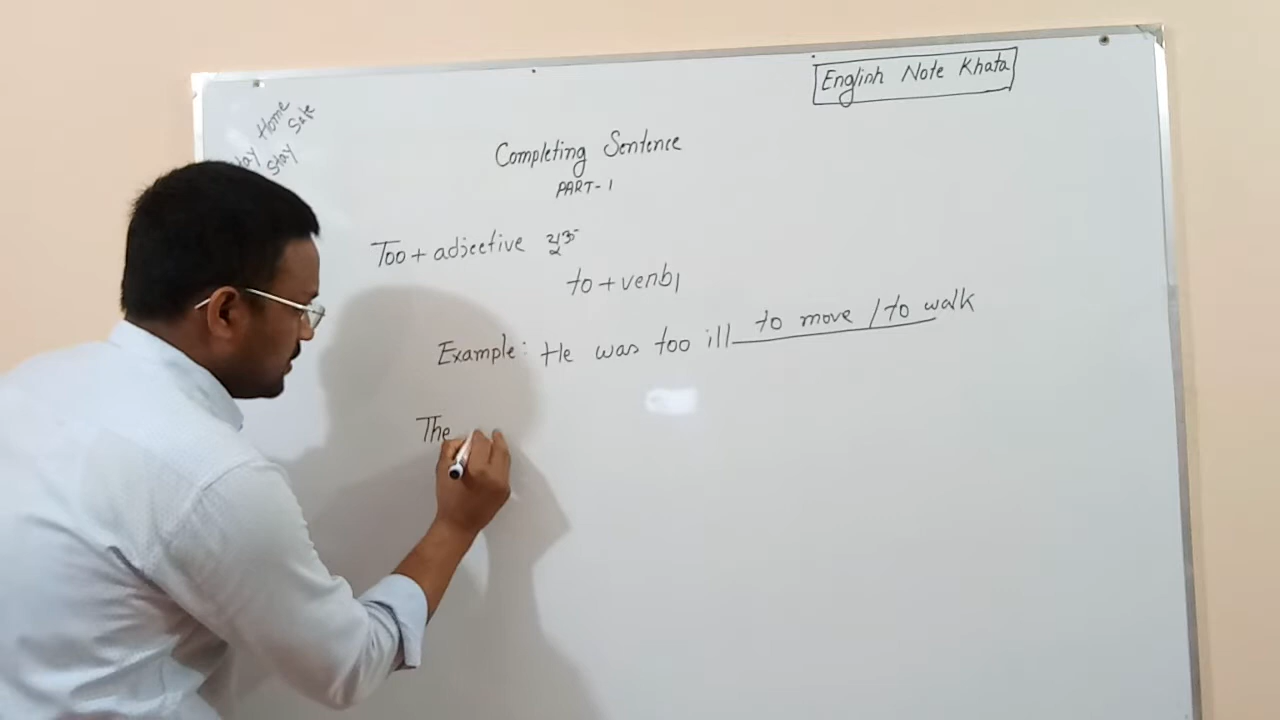 English Note Khata
Stay Home
Stay Safe
Completing Sentence
PART-1
Too + adjective যুক্ত
to + verb1
Example: He was too ill to move / to walk
The